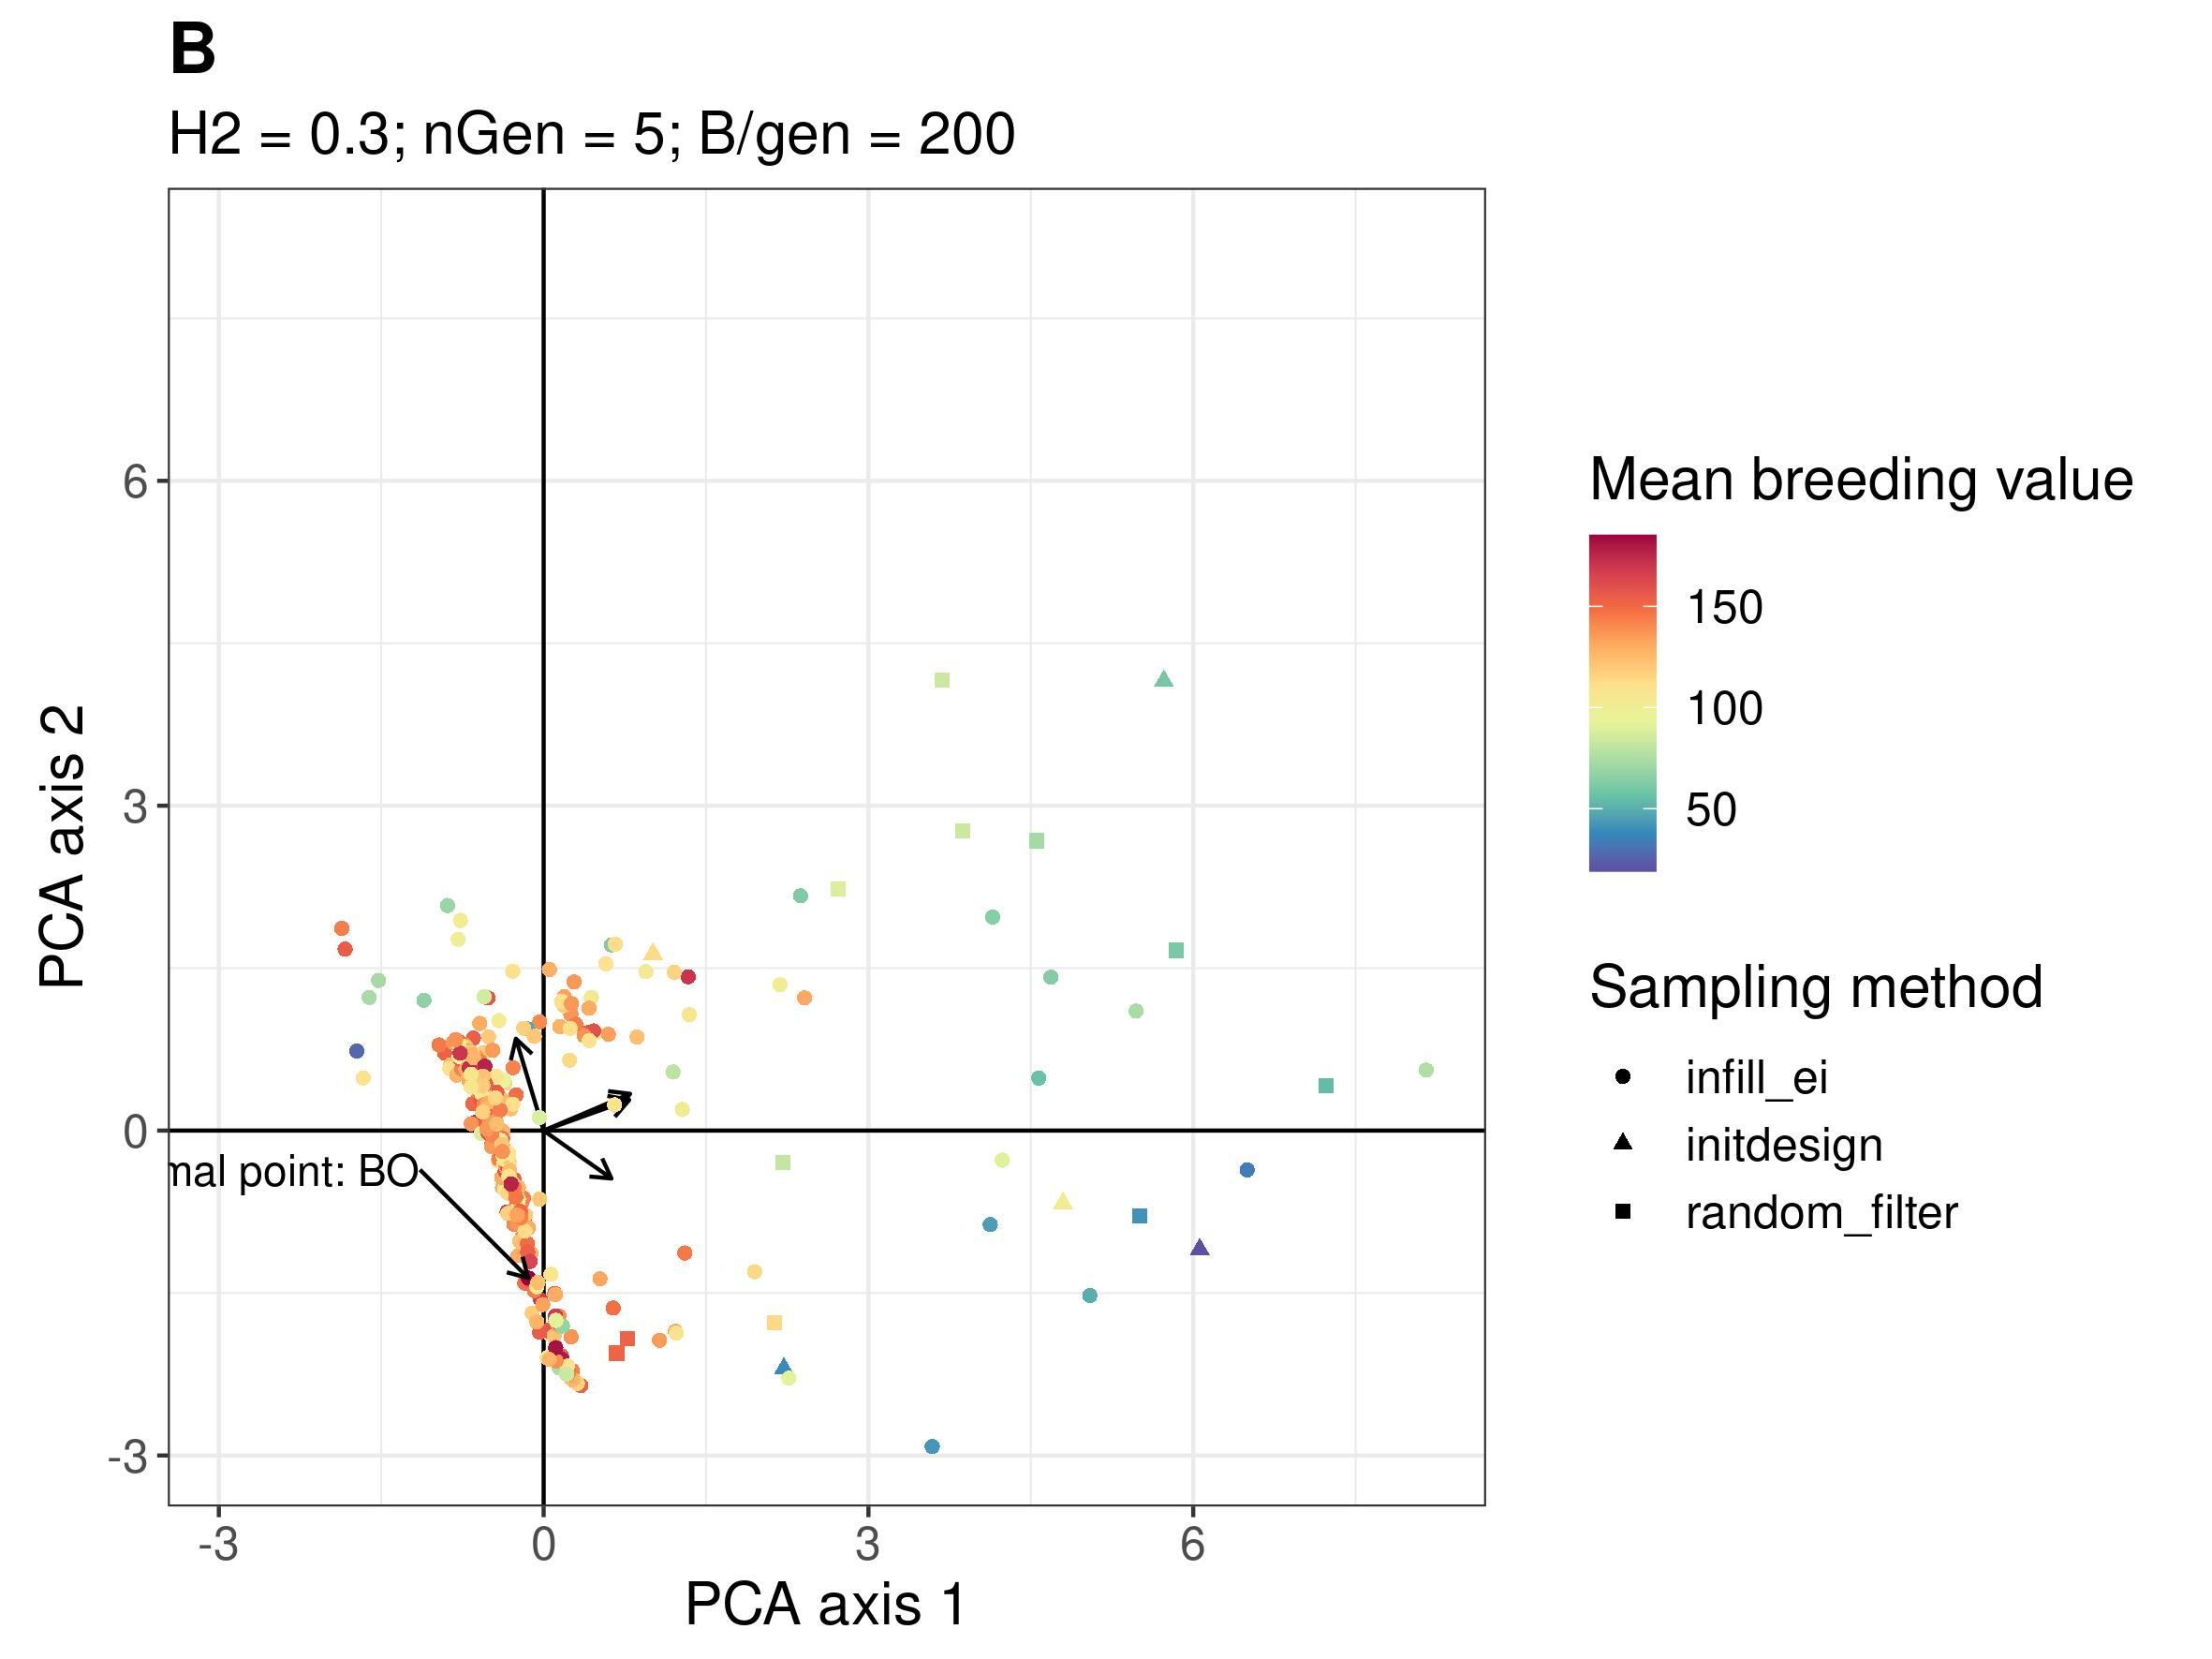 B
H2 = 0.3; nGen = 5; B/gen = 200
PCA axis 2
6
3
0
-3
mal point: BO
-3 0 3 6
PCA axis 1
Mean breeding value
150
100
50
Sampling method
infill_ei
initdesign
random_filter